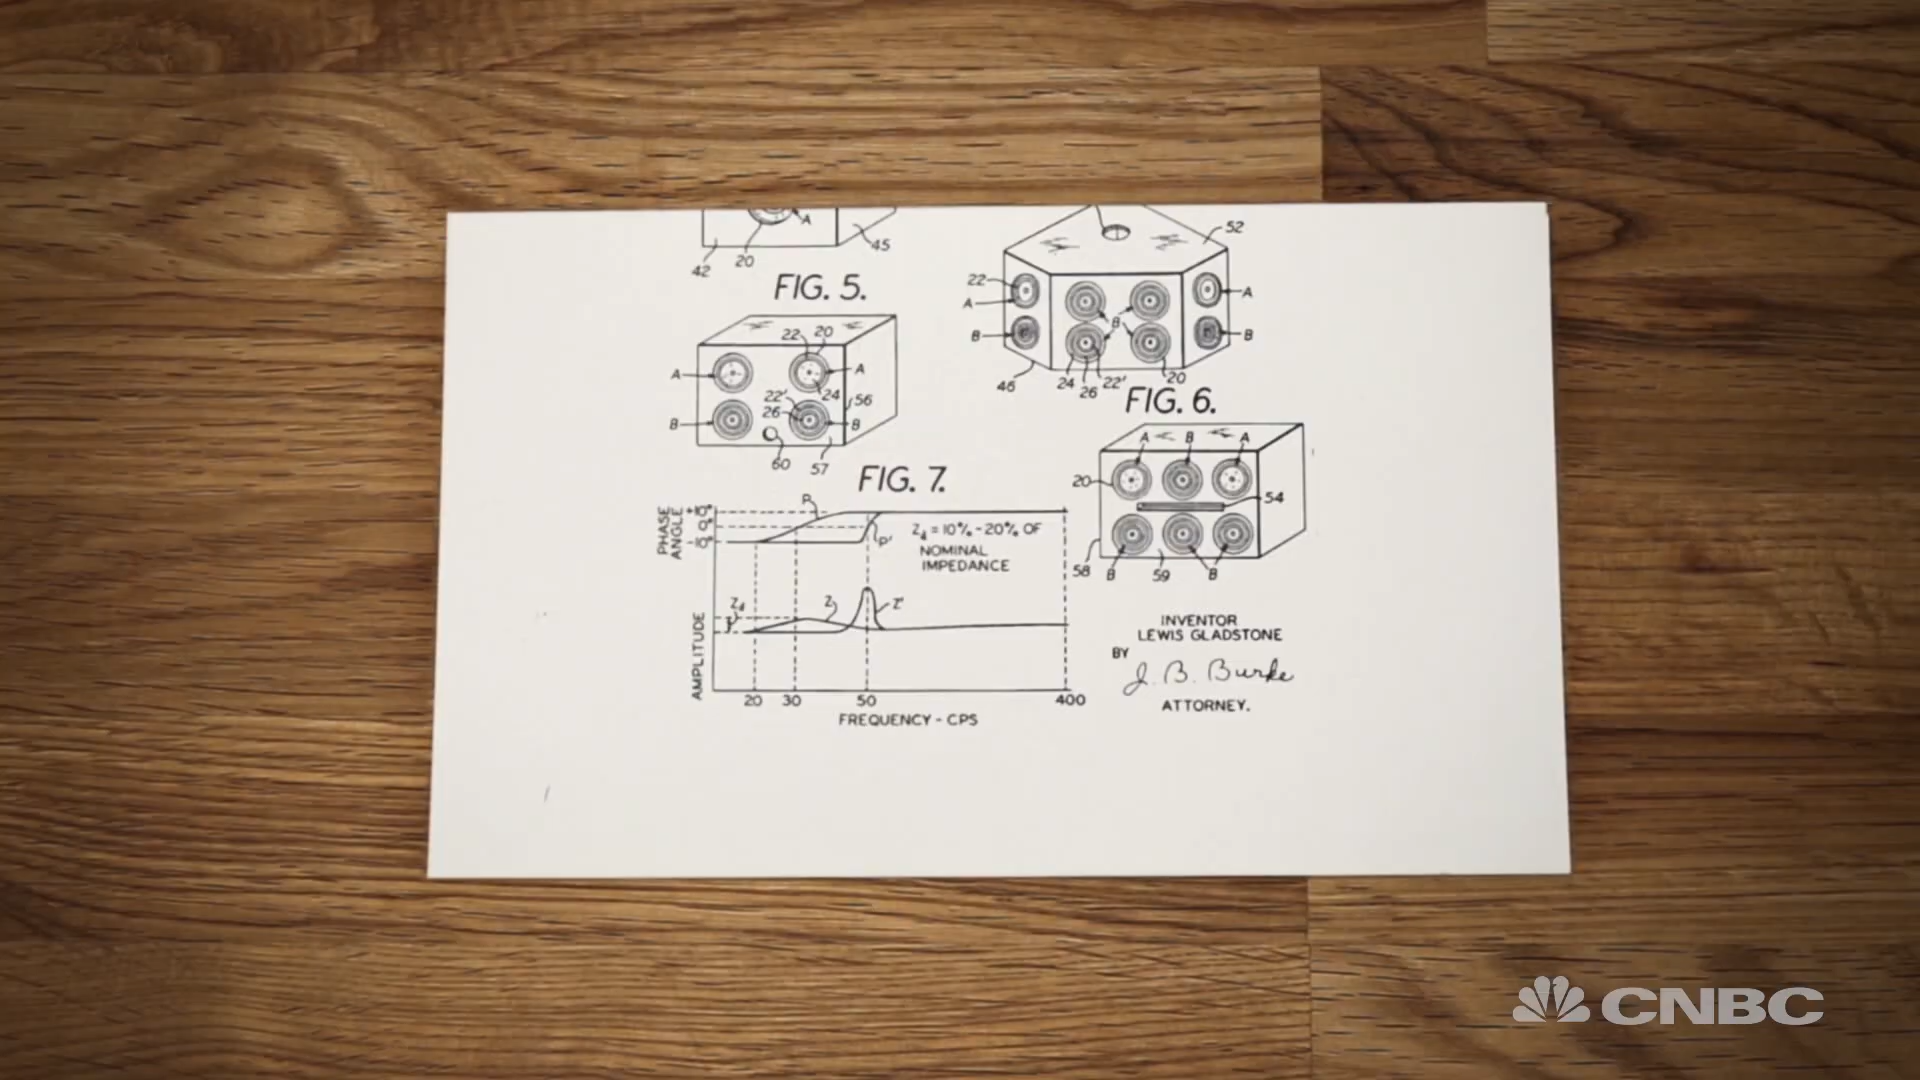 A
45
20
42
FIG. 5.
52
22
A
A
B
B
B
46
24
26
22'
20
FIG. 6.
22
20
A
A
24
22'
56
26
B
B
60
57
A
B
A
20
54
58
B
59
B
FIG. 7.
PHASE
ANGLE
+10°
0°
-10°
P
P'
Zd = 10% - 20% OF
NOMINAL
IMPEDANCE
AMPLITUDE
Zd
Z
Z'
20
30
50
400
FREQUENCY - CPS
INVENTOR
LEWIS GLADSTONE
BY
J. B. Burke
ATTORNEY.
CNBC